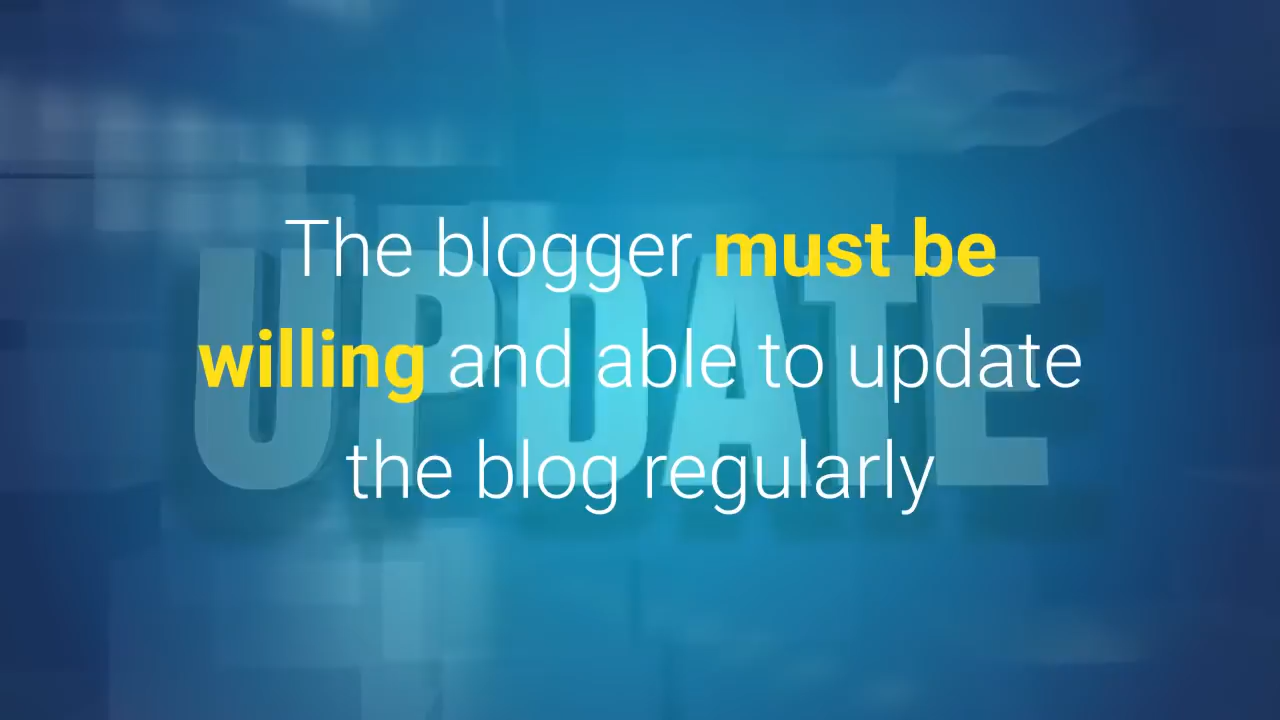 UPDATE
The blogger must be
willing and able to update
the blog regularly